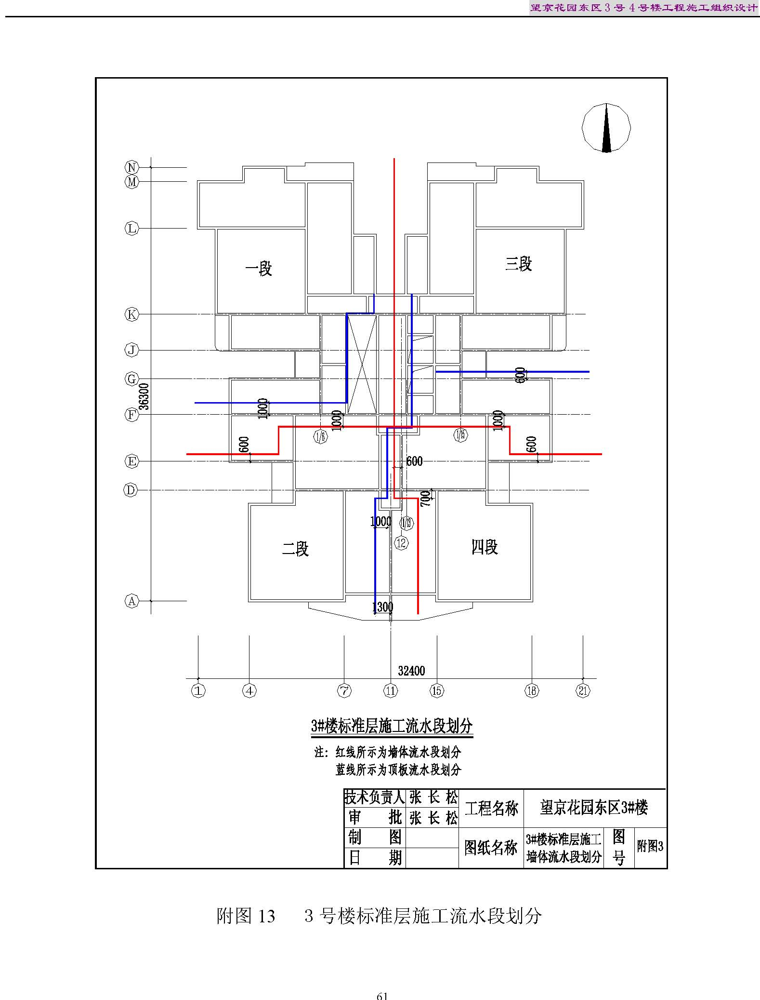 望京花园东区3号4号楼工程施工组织设计
N
M
L
一段
三段
K
J
G
600
36300
1000
F
1000
1000
1/6
1/15
600
600
E
600
D
700
1000
1/13
12
二段
四段
A
1300
32400
1
4
7
11
15
18
21
3#楼标准层施工流水段划分
注：红线所示为墙体流水段划分
蓝线所示为顶板流水段划分
技术负责人 张长松
审批 张长松
工程名称 望京花园东区3#楼
制图
日期
图纸名称 3#楼标准层施工
墙体流水段划分
图号 附图3
附图13 3号楼标准层施工流水段划分
61